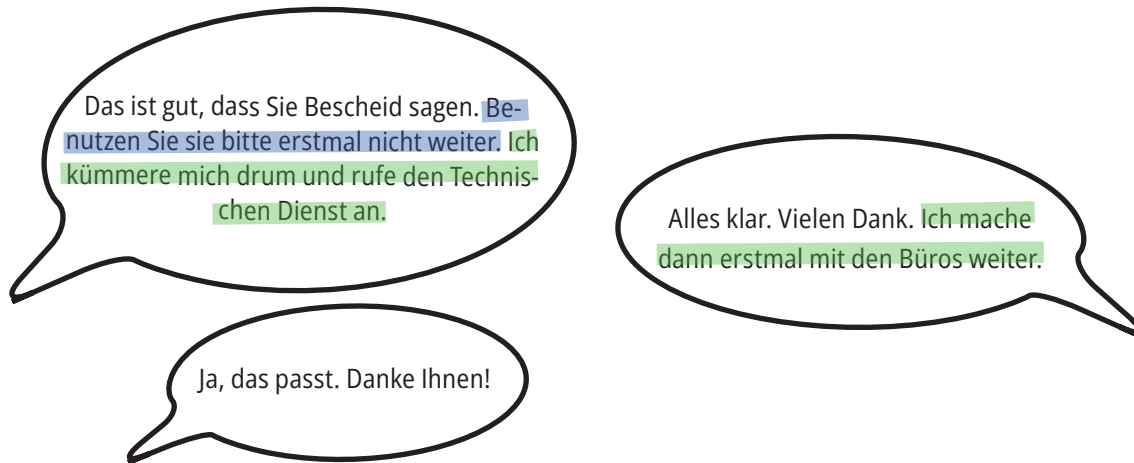 Das ist gut, dass Sie Bescheid sagen. Be-
nutzen Sie sie bitte erstmal nicht weiter. Ich
kümmere mich drum und rufe den Technis-
chen Dienst an.
Alles klar. Vielen Dank. Ich mache
dann erstmal mit den Büros weiter.
Ja, das passt. Danke Ihnen!